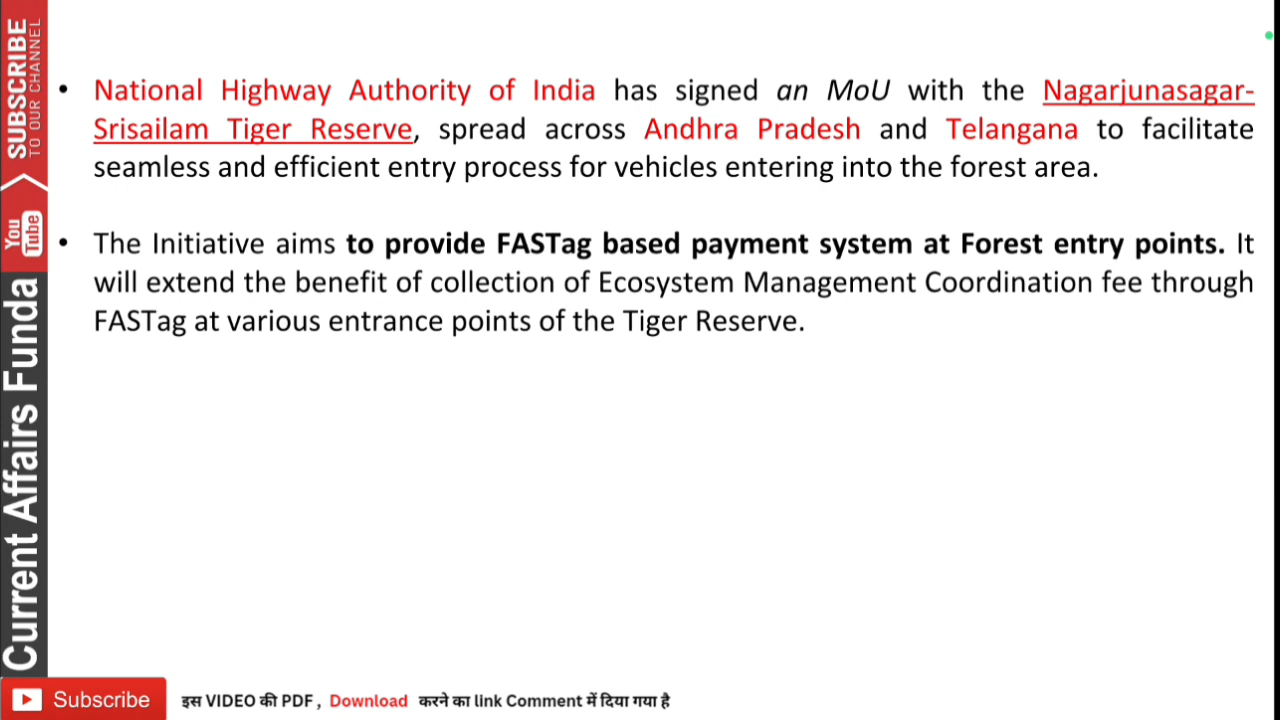 • National Highway Authority of India has signed an MoU with the Nagarjunasagar-
Srisailam Tiger Reserve, spread across Andhra Pradesh and Telangana to facilitate
seamless and efficient entry process for vehicles entering into the forest area.
• The Initiative aims to provide FASTag based payment system at Forest entry points. It
will extend the benefit of collection of Ecosystem Management Coordination fee through
FASTag at various entrance points of the Tiger Reserve.
SUBSCRIBE
TO OUR CHANNEL
You
Tube
Current Affairs Funda
Subscribe
इस VIDEO की PDF , Download करने का link Comment में दिया गया है